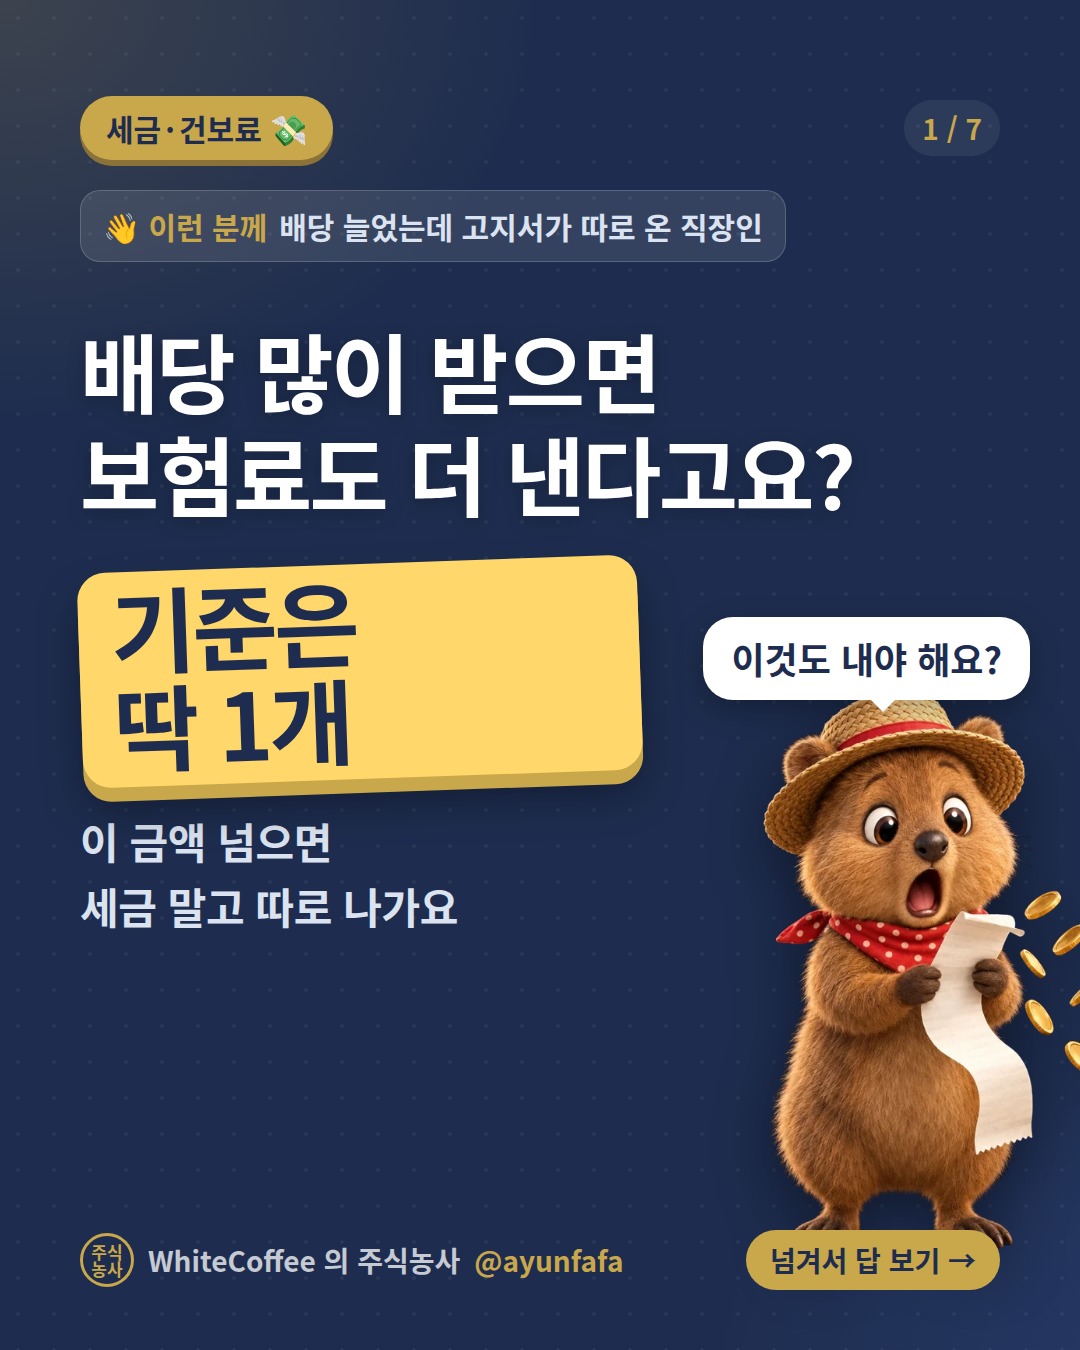 세금·건보료 💸
1 / 7
👋 이런 분께 배당 늘었는데 고지서가 따로 온 직장인
배당 많이 받으면
보험료도 더 낸다고요?
기준은
딱 1개
이것도 내야 해요?
이 금액 넘으면
세금 말고 따로 나가요
주식
농사
WhiteCoffee 의 주식농사 @ayunfafa
넘겨서 답 보기 →